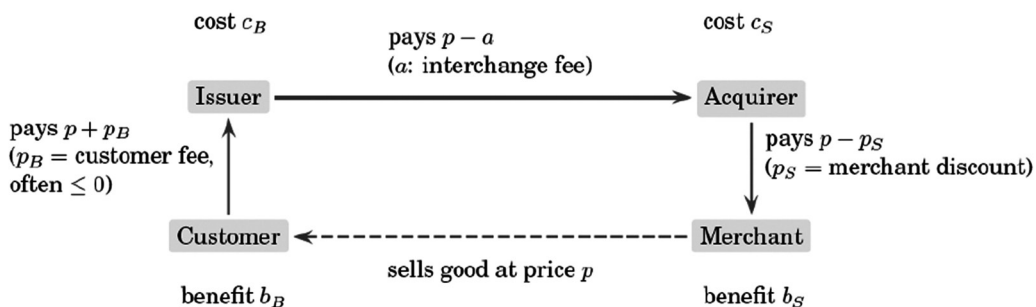 cost c_B
cost c_S
pays p − a
(a: interchange fee)
Issuer
Acquirer
pays p + p_B
(p_B = customer fee,
often ≤ 0)
pays p − p_S
(p_S = merchant discount)
Customer
Merchant
sells good at price p
benefit b_B
benefit b_S